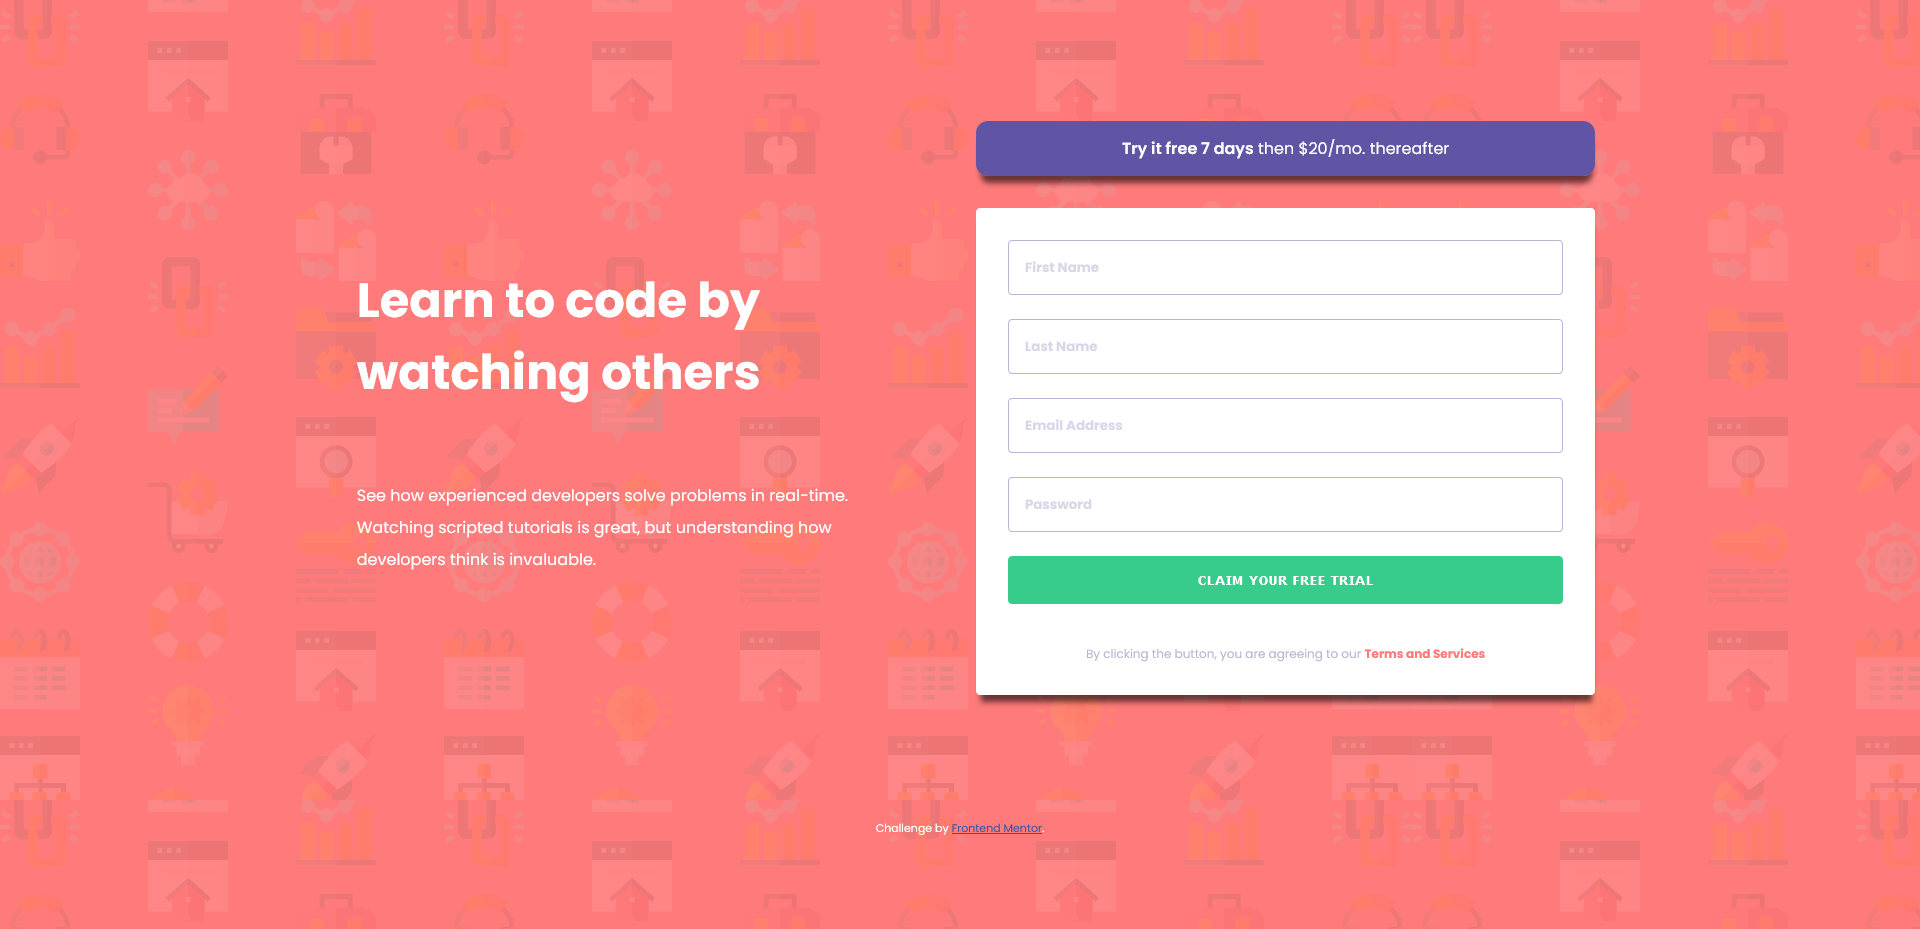 Learn to code by
watching others
See how experienced developers solve problems in real-time.
Watching scripted tutorials is great, but understanding how
developers think is invaluable.
Try it free 7 days then $20/mo. thereafter
First Name
Last Name
Email Address
Password
CLAIM YOUR FREE TRIAL
By clicking the button, you are agreeing to our Terms and Services
Challenge by Frontend Mentor.